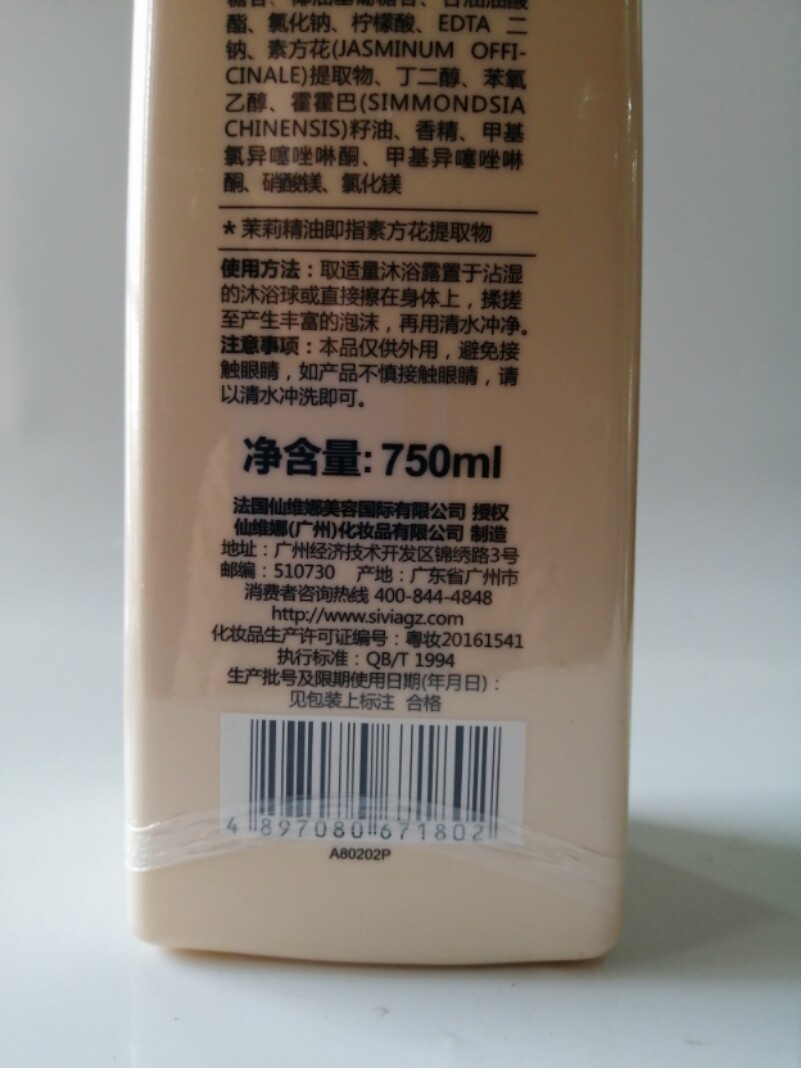 酯、氯化钠、柠檬酸、EDTA 二
钠、素方花(JASMINUM OFFI-
CINALE)提取物、丁二醇、苯氧
乙醇、霍霍巴(SIMMONDSIA
CHINENSIS)籽油、香精、甲基
氯异噻唑啉酮、甲基异噻唑啉
酮、硝酸镁、氯化镁
*茉莉精油即指素方花提取物
使用方法：取适量沐浴露置于沾湿
的沐浴球或直接擦在身体上，揉搓
至产生丰富的泡沫，再用清水冲净。
注意事项：本品仅供外用，避免接
触眼睛，如产品不慎接触眼睛，请
以清水冲洗即可。
净含量: 750ml
法国仙维娜美容国际有限公司 授权
仙维娜(广州)化妆品有限公司 制造
地址：广州经济技术开发区锦绣路3号
邮编：510730 产地：广东省广州市
消费者咨询热线 400-844-4848
http://www.siviagz.com
化妆品生产许可证编号：粤妆20161541
执行标准：QB/T 1994
生产批号及限期使用日期(年月日)：
见包装上标注 合格
4 897080 671802
A80202P